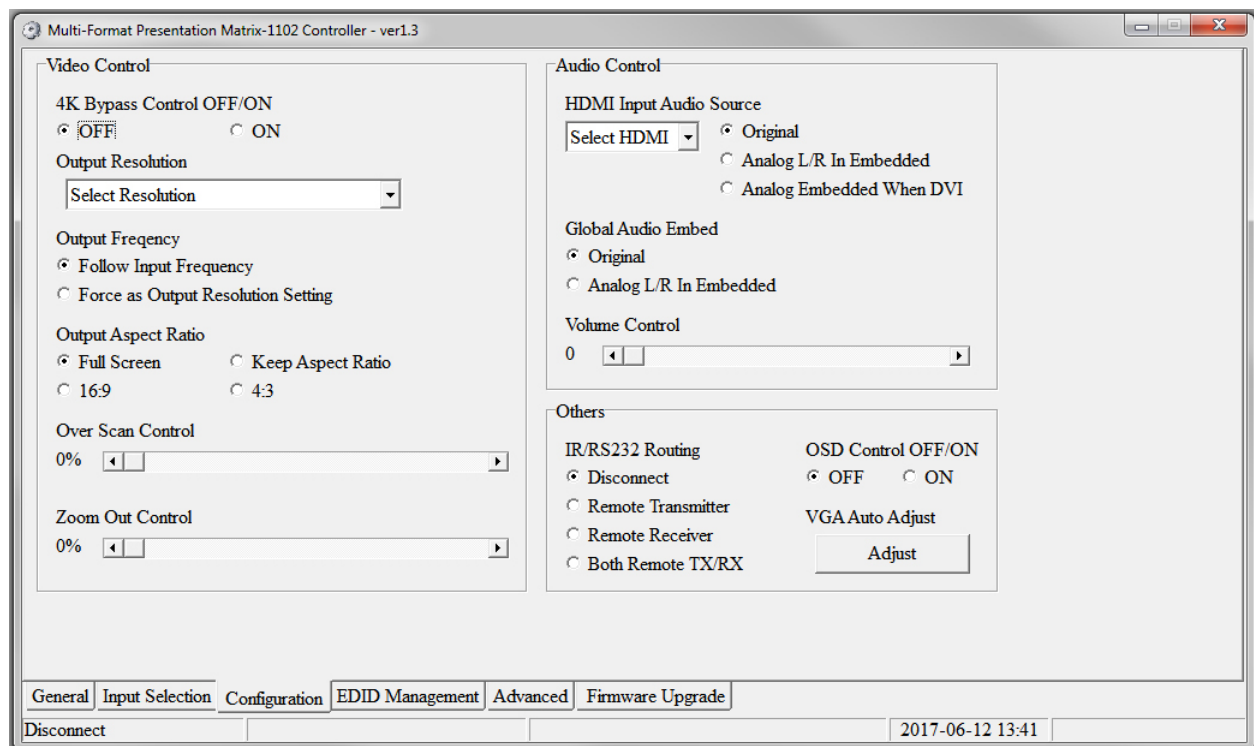 Multi-Format Presentation Matrix-1102 Controller - ver1.3
Video Control
4K Bypass Control OFF/ON
OFF
ON
Output Resolution
Select Resolution
Output Freqency
Follow Input Frequency
Force as Output Resolution Setting
Output Aspect Ratio
Full Screen
Keep Aspect Ratio
16:9
4:3
Over Scan Control
0%
Zoom Out Control
0%
Audio Control
HDMI Input Audio Source
Select HDMI
Original
Analog L/R In Embedded
Analog Embedded When DVI
Global Audio Embed
Original
Analog L/R In Embedded
Volume Control
0
Others
IR/RS232 Routing
Disconnect
Remote Transmitter
Remote Receiver
Both Remote TX/RX
OSD Control OFF/ON
OFF
ON
VGA Auto Adjust
Adjust
General
Input Selection
Configuration
EDID Management
Advanced
Firmware Upgrade
Disconnect
2017-06-12 13:41